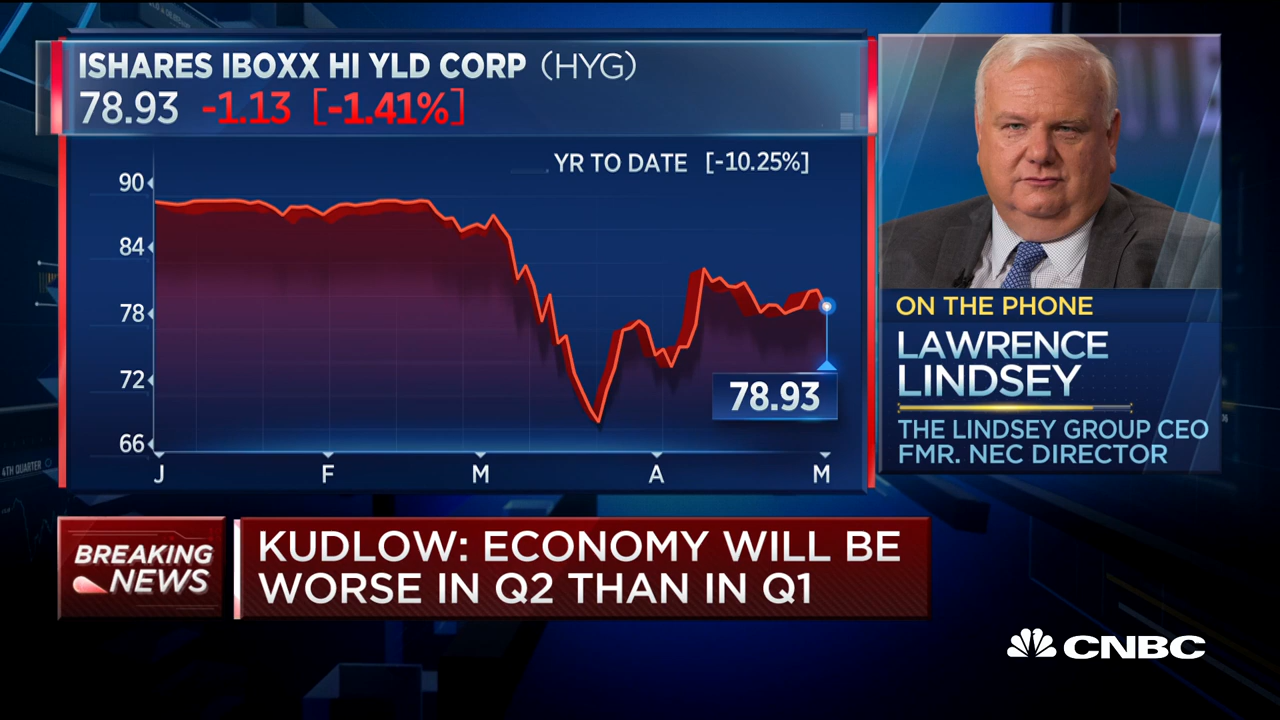 ISHARES IBOXX HI YLD CORP (HYG)
78.93 -1.13 [-1.41%]
YR TO DATE [-10.25%]
90
84
78
72
66
78.93
J F M A M
ON THE PHONE
LAWRENCE
LINDSEY
THE LINDSEY GROUP CEO
FMR. NEC DIRECTOR
4TH QUARTER
BREAKING
NEWS
KUDLOW: ECONOMY WILL BE
WORSE IN Q2 THAN IN Q1
CNBC